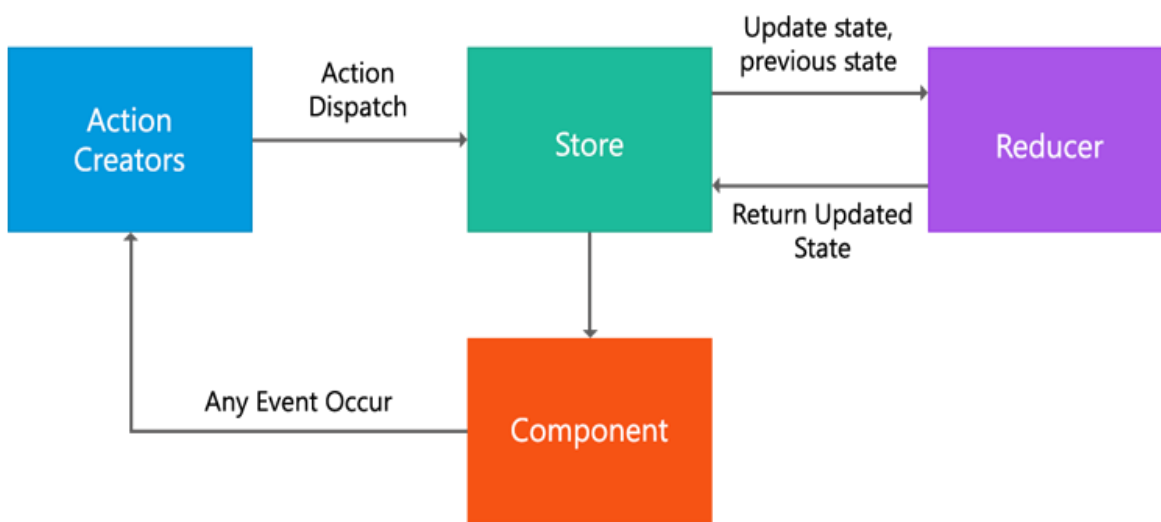 Action
Creators
Action
Dispatch
Store
Update state,
previous state
Reducer
Return Updated
State
Any Event Occur
Component